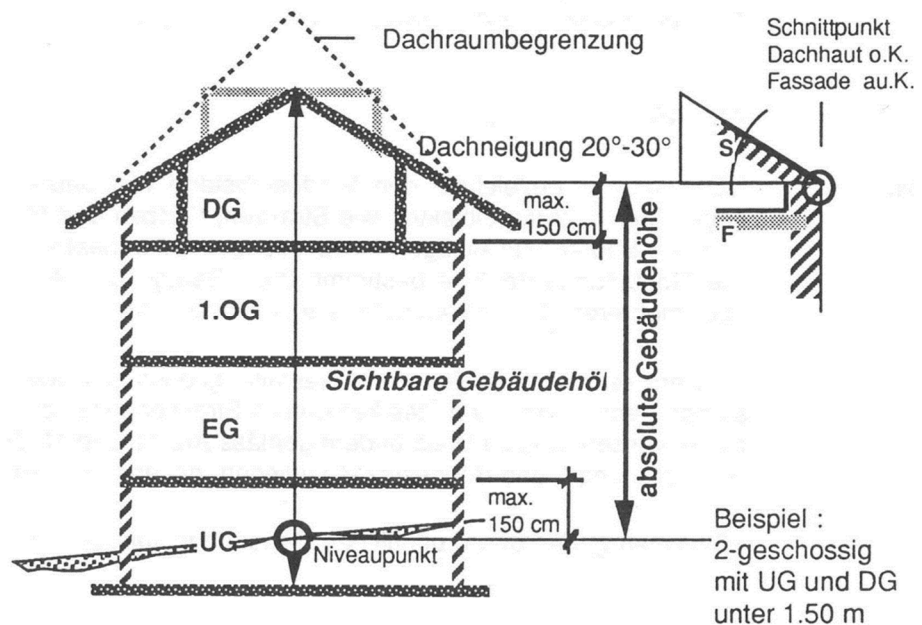 Dachraumbegrenzung
Schnittpunkt
Dachhaut o.K.
Fassade au.K.
Dachneigung 20°-30°
S
F
DG
max.
150 cm
absolute Gebäudehöhe
1.OG
Sichtbare Gebäudehöl
EG
max.
150 cm
UG
Niveaupunkt
Beispiel :
2-geschossig
mit UG und DG
unter 1.50 m